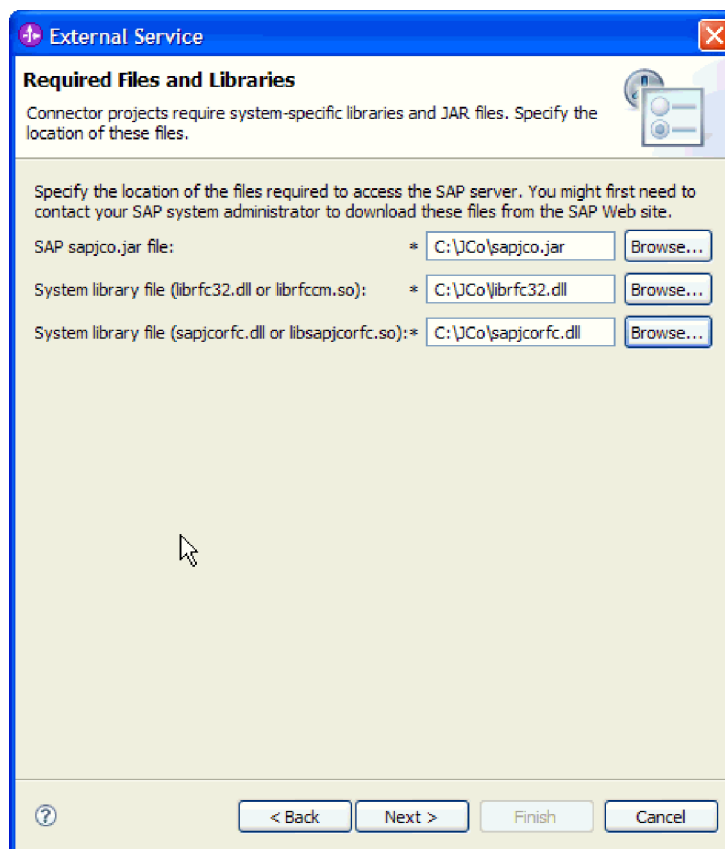 External Service
Required Files and Libraries
Connector projects require system-specific libraries and JAR files. Specify the
location of these files.
Specify the location of the files required to access the SAP server. You might first need to
contact your SAP system administrator to download these files from the SAP Web site.
SAP sapjco.jar file: * C:\JCo\sapjco.jar Browse...
System library file (librfc32.dll or librfccm.so): * C:\JCo\librfc32.dll Browse...
System library file (sapjcorfc.dll or libsapjcorfc.so):* C:\JCo\sapjcorfc.dll Browse...
? < Back Next > Finish Cancel